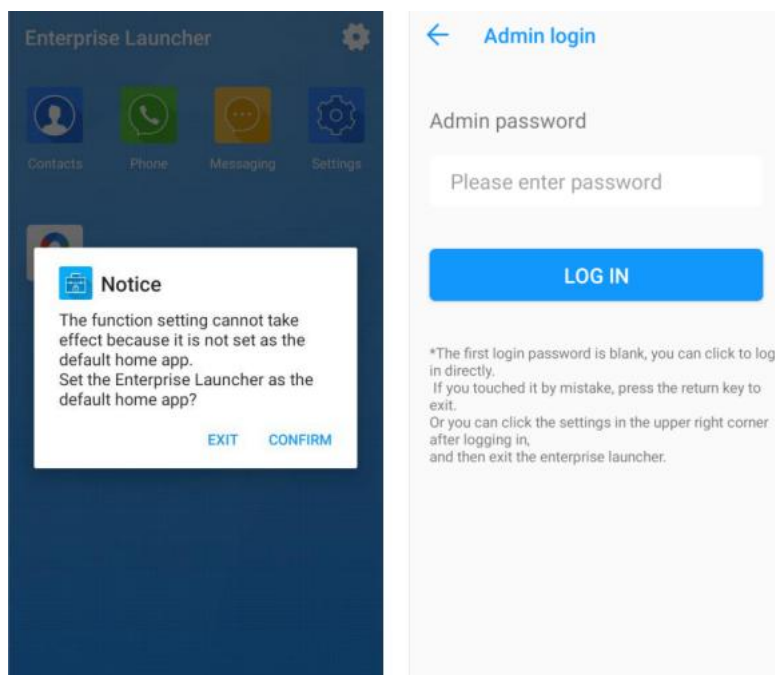 Enterprise Launcher
Contacts
Phone
Messaging
Settings
Notice
The function setting cannot take
effect because it is not set as the
default home app.
Set the Enterprise Launcher as the
default home app?
EXIT
CONFIRM
Admin login
Admin password
Please enter password
LOG IN
*The first login password is blank, you can click to log
in directly.
If you touched it by mistake, press the return key to
exit.
Or you can click the settings in the upper right corner
after logging in,
and then exit the enterprise launcher.